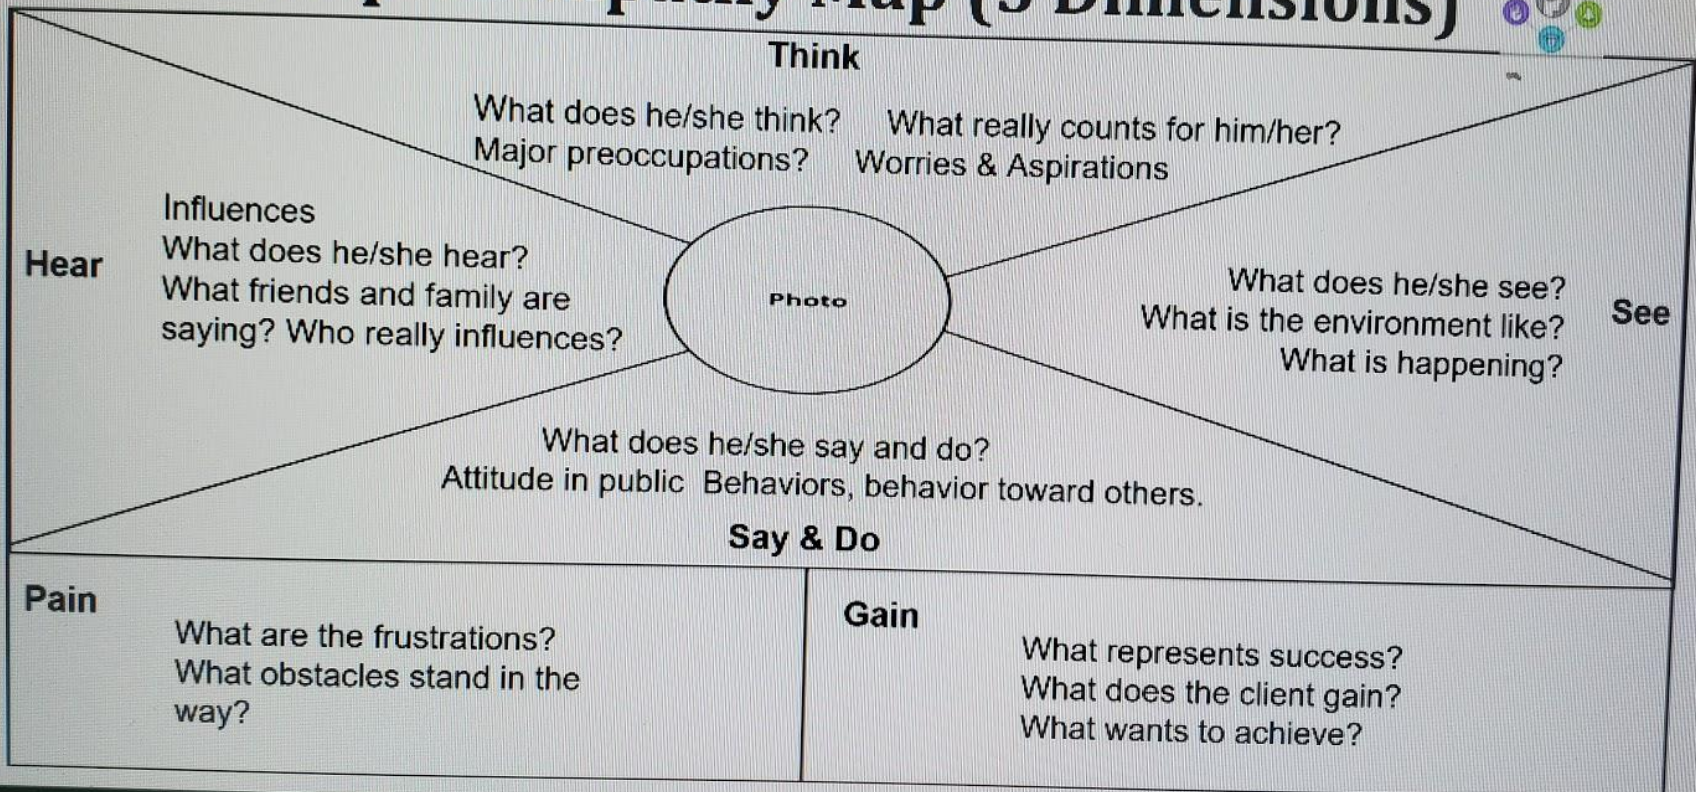 Map (3 Dimensions)
Think
What does he/she think? What really counts for him/her?
Major preoccupations? Worries & Aspirations
Influences
Hear
What does he/she hear?
What friends and family are
saying? Who really influences?
Photo
What does he/she see?
See
What is the environment like?
What is happening?
What does he/she say and do?
Attitude in public Behaviors, behavior toward others.
Say & Do
Pain
What are the frustrations?
What obstacles stand in the
way?
Gain
What represents success?
What does the client gain?
What wants to achieve?